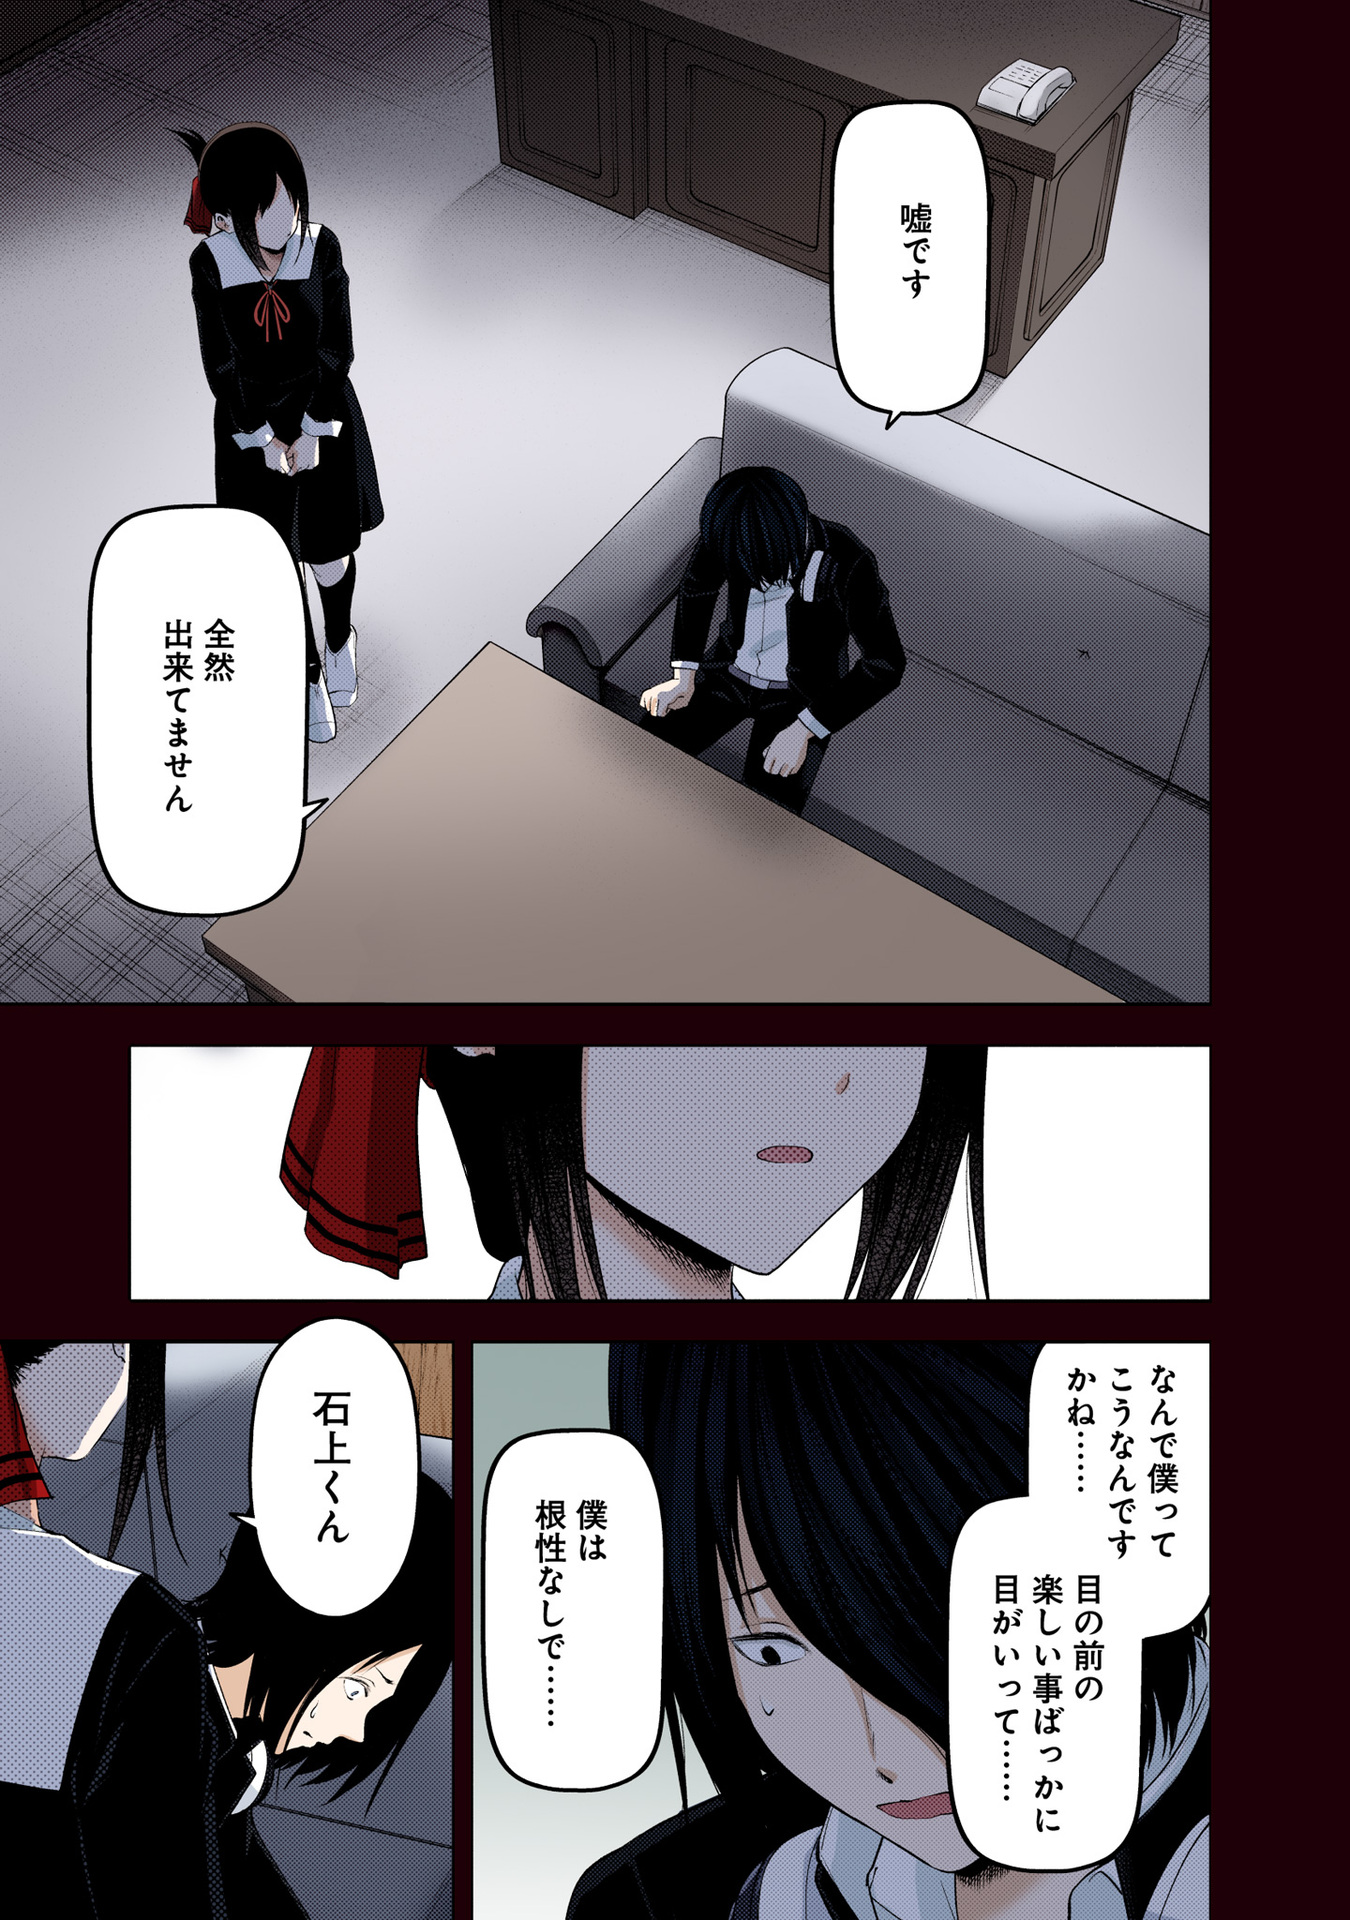 嘘です
全然
出来てません
なんで僕って
こうなんです
かね……
目の前の
楽しい事ばっかに
目がいって……
僕は
根性なしで……
石上くん